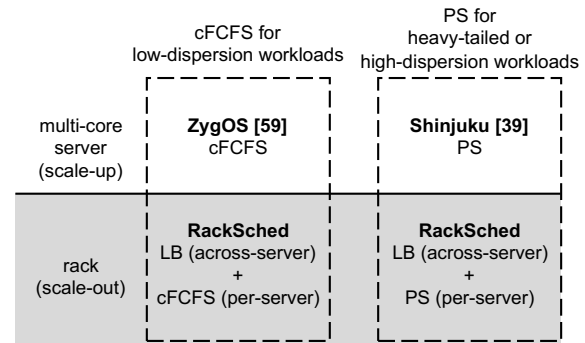 cFCFS for
low-dispersion workloads
PS for
heavy-tailed or
high-dispersion workloads
multi-core
server
(scale-up)
ZygOS [59]
cFCFS
Shinjuku [39]
PS
rack
(scale-out)
RackSched
LB (across-server)
+
cFCFS (per-server)
RackSched
LB (across-server)
+
PS (per-server)